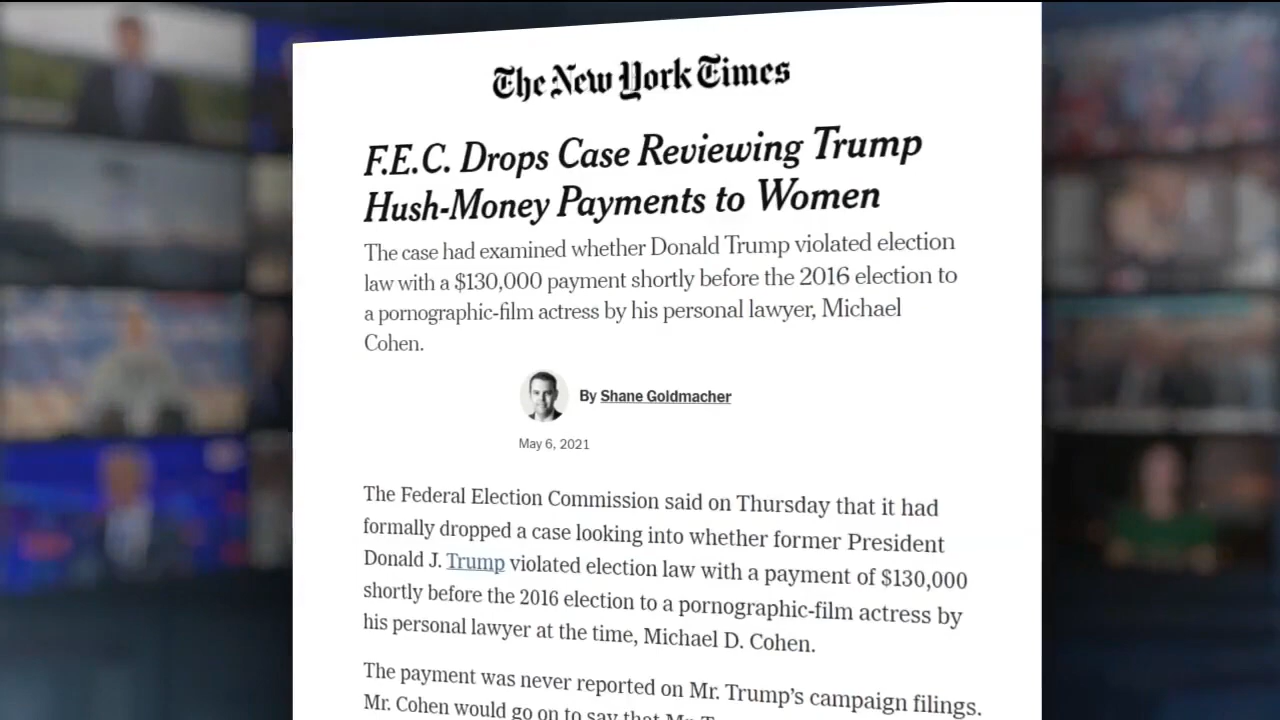 The New York Times
F.E.C. Drops Case Reviewing Trump
Hush-Money Payments to Women
The case had examined whether Donald Trump violated election
law with a $130,000 payment shortly before the 2016 election to
a pornographic-film actress by his personal lawyer, Michael
Cohen.
By Shane Goldmacher
May 6, 2021
The Federal Election Commission said on Thursday that it had
formally dropped a case looking into whether former President
Donald J. Trump violated election law with a payment of $130,000
shortly before the 2016 election to a pornographic-film actress by
his personal lawyer at the time, Michael D. Cohen.
The payment was never reported on Mr. Trump's campaign filings.
Mr. Cohen would go on to say that Mr.